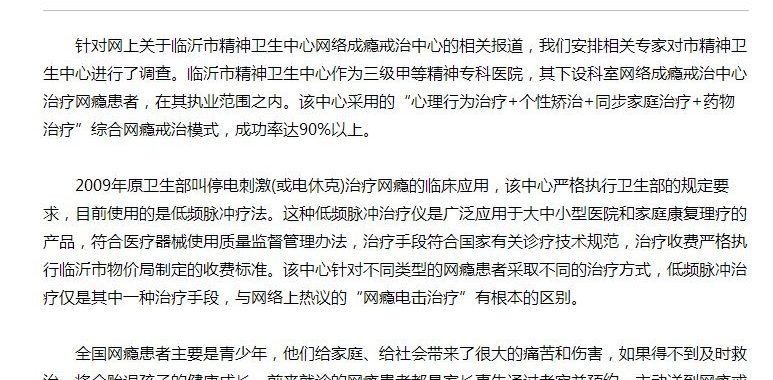 针对网上关于临沂市精神卫生中心网络成瘾戒治中心的相关报道，我们安排相关专家对市精神卫
生中心进行了调查。临沂市精神卫生中心作为三级甲等精神专科医院，其下设科室网络成瘾戒治中心
治疗网瘾患者，在其执业范围之内。该中心采用的“心理行为治疗+个性矫治+同步家庭治疗+药物
治疗”综合网瘾戒治模式，成功率达90%以上。
2009年原卫生部叫停电刺激(或电休克)治疗网瘾的临床应用，该中心严格执行卫生部的规定要
求，目前使用的是低频脉冲疗法。这种低频脉冲治疗仪是广泛应用于大中小型医院和家庭康复理疗的
产品，符合医疗器械使用质量监督管理办法，治疗手段符合国家有关诊疗技术规范，治疗收费严格执
行临沂市物价局制定的收费标准。该中心针对不同类型的网瘾患者采取不同的治疗方式，低频脉冲治
疗仅是其中一种治疗手段，与网络上热议的“网瘾电击治疗”有根本的区别。
全国网瘾患者主要是青少年，他们给家庭、给社会带来了很大的痛苦和伤害，如果得不到及时救